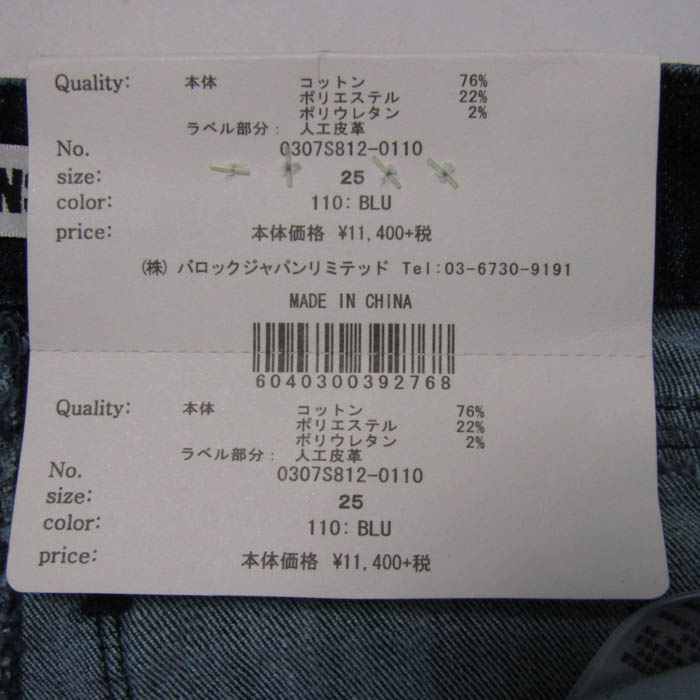 Quality: 本体 コットン 76%
ポリエステル 22%
ポリウレタン 2%
ラベル部分: 人工皮革
No. 0307S812-0110
size: 25
color: 110: BLU
price: 本体価格 ¥11,400+税
(株) バロックジャパンリミテッド Tel:03-6730-9191
MADE IN CHINA
6040300392768
Quality: 本体 コットン 76%
ポリエステル 22%
ポリウレタン 2%
ラベル部分: 人工皮革
No. 0307S812-0110
size: 25
color: 110: BLU
price: 本体価格 ¥11,400+税